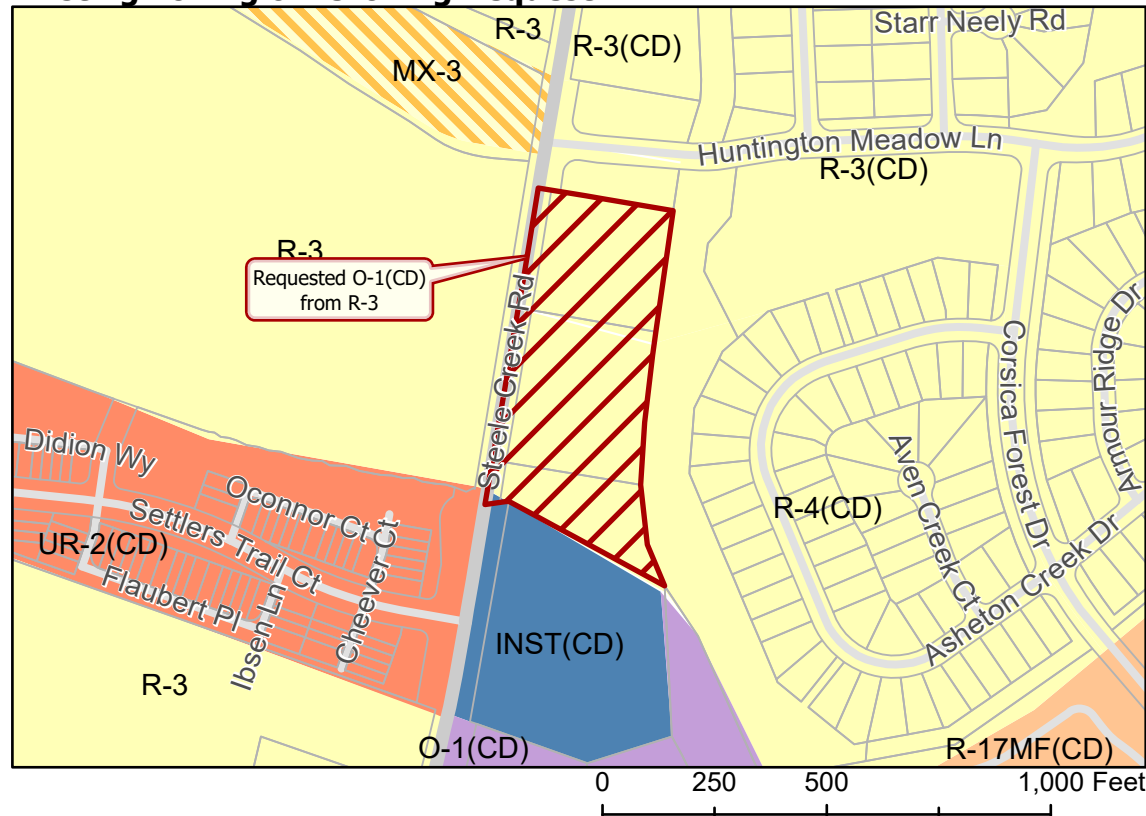 R-3
R-3(CD)
Starr Neely Rd
MX-3
Huntington Meadow Ln
R-3(CD)
R-3
Requested O-1(CD)
from R-3
Steele Creek Rd
Corsica Forest Dr
Armour Ridge Dr
Didion Wy
Oconnor Ct
Settlers Trail Ct
UR-2(CD)
Flaubert Pl
Ibsen Ln
Cheever Ct
R-4(CD)
Aven Creek Ct
Asheton Creek Dr
INST(CD)
R-3
O-1(CD)
R-17MF(CD)
0 250 500 1,000 Feet